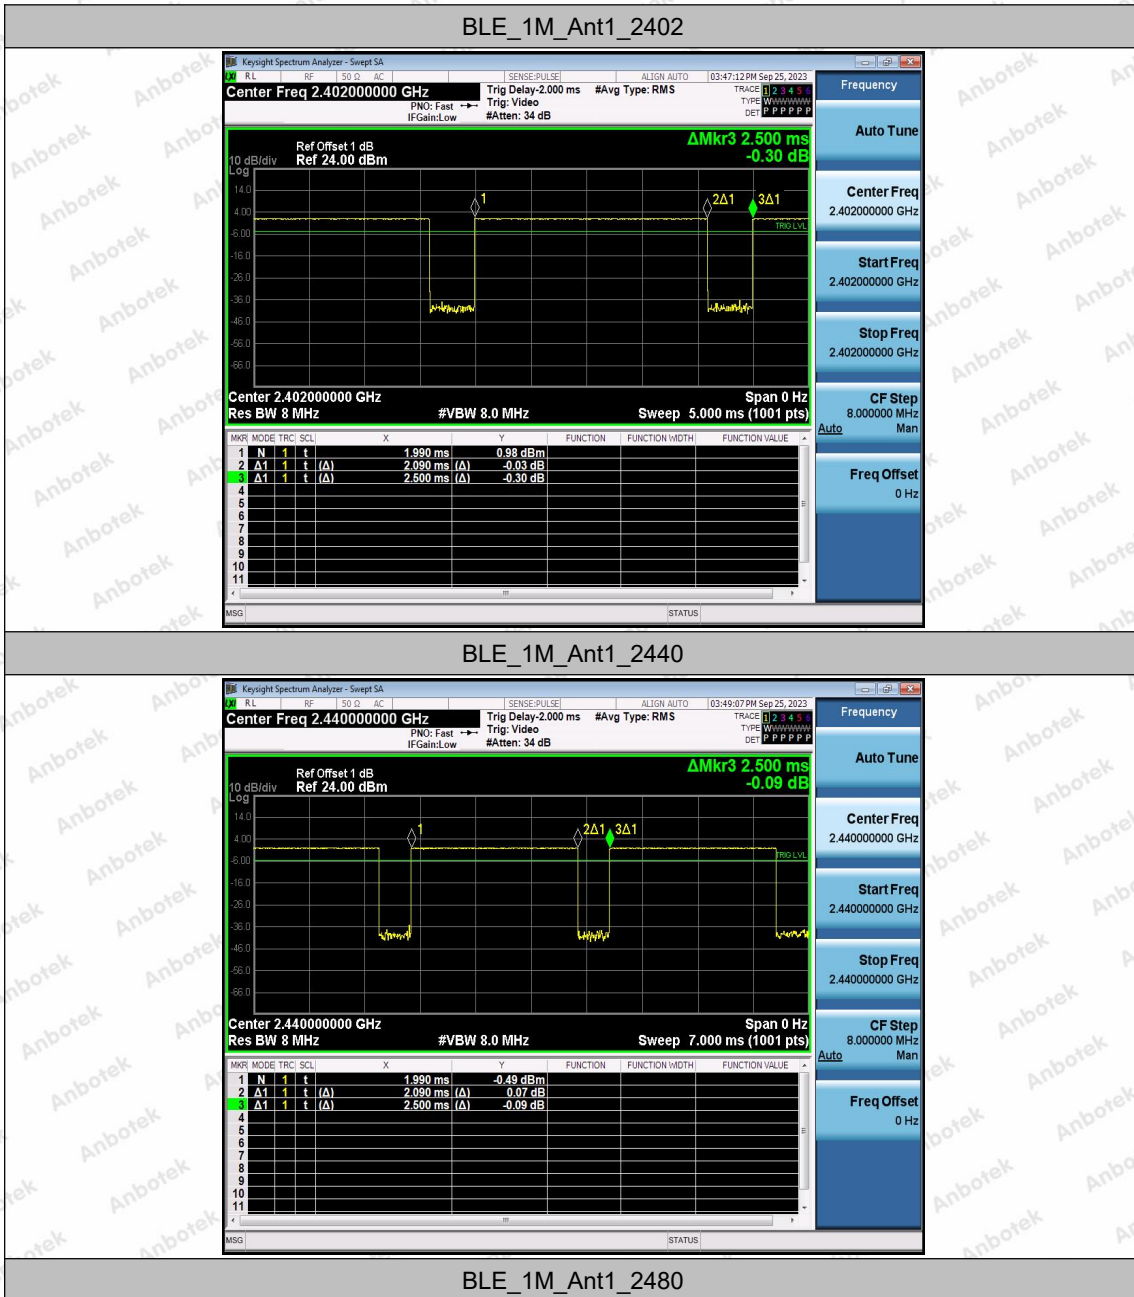 BLE_1M_Ant1_2402
Keysight Spectrum Analyzer - Swept SA
LXI RL RF 50 Ω AC SENSE:PULSE ALIGN AUTO 03:47:12 PM Sep 25, 2023
Center Freq 2.402000000 GHz Trig Delay-2.000 ms #Avg Type: RMS TRACE 1 2 3 4 5 6
PNO: Fast Trig: Video TYPE WWWWWW
IFGain:Low #Atten: 34 dB DET P P P P P P
Frequency
Auto Tune
ΔMkr3 2.500 ms
-0.30 dB
Ref Offset 1 dB
10 dB/div Ref 24.00 dBm
Log
14.0
4.00
-6.00
-16.0
-26.0
-36.0
-46.0
-56.0
-66.0
1
2Δ1
3Δ1
TRIG LVL
Center 2.402000000 GHz Span 0 Hz
Res BW 8 MHz #VBW 8.0 MHz Sweep 5.000 ms (1001 pts)
MKR MODE TRC SCL X Y FUNCTION FUNCTION WIDTH FUNCTION VALUE
1 N 1 t 1.990 ms 0.98 dBm
2 Δ1 1 t (Δ) 2.090 ms (Δ) -0.03 dB
3 Δ1 1 t (Δ) 2.500 ms (Δ) -0.30 dB
4
5
6
7
8
9
10
11
MSG STATUS
Center Freq
2.402000000 GHz
Start Freq
2.402000000 GHz
Stop Freq
2.402000000 GHz
CF Step
8.000000 MHz
Auto Man
Freq Offset
0 Hz
BLE_1M_Ant1_2440
Keysight Spectrum Analyzer - Swept SA
LXI RL RF 50 Ω AC SENSE:PULSE ALIGN AUTO 03:49:07 PM Sep 25, 2023
Center Freq 2.440000000 GHz Trig Delay-2.000 ms #Avg Type: RMS TRACE 1 2 3 4 5 6
PNO: Fast Trig: Video TYPE WWWWWW
IFGain:Low #Atten: 34 dB DET P P P P P P
Frequency
Auto Tune
ΔMkr3 2.500 ms
-0.09 dB
Ref Offset 1 dB
10 dB/div Ref 24.00 dBm
Log
14.0
4.00
-6.00
-16.0
-26.0
-36.0
-46.0
-56.0
-66.0
1
2Δ1
3Δ1
TRIG LVL
Center 2.440000000 GHz Span 0 Hz
Res BW 8 MHz #VBW 8.0 MHz Sweep 7.000 ms (1001 pts)
MKR MODE TRC SCL X Y FUNCTION FUNCTION WIDTH FUNCTION VALUE
1 N 1 t 1.990 ms -0.49 dBm
2 Δ1 1 t (Δ) 2.090 ms (Δ) 0.07 dB
3 Δ1 1 t (Δ) 2.500 ms (Δ) -0.09 dB
4
5
6
7
8
9
10
11
MSG STATUS
Center Freq
2.440000000 GHz
Start Freq
2.440000000 GHz
Stop Freq
2.440000000 GHz
CF Step
8.000000 MHz
Auto Man
Freq Offset
0 Hz
BLE_1M_Ant1_2480
Anbotek